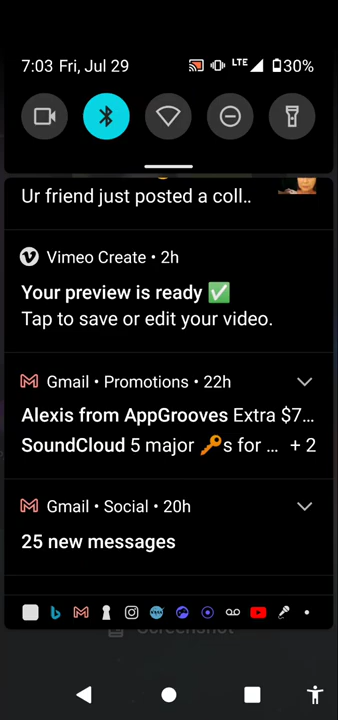 7:03 Fri, Jul 29 LTE 30%
Ur friend just posted a coll..
Vimeo Create • 2h
Your preview is ready ✅
Tap to save or edit your video.
Gmail • Promotions • 22h
Alexis from AppGrooves Extra $7...
SoundCloud 5 major 🔑s for ... + 2
Gmail • Social • 20h
25 new messages
Screenshot